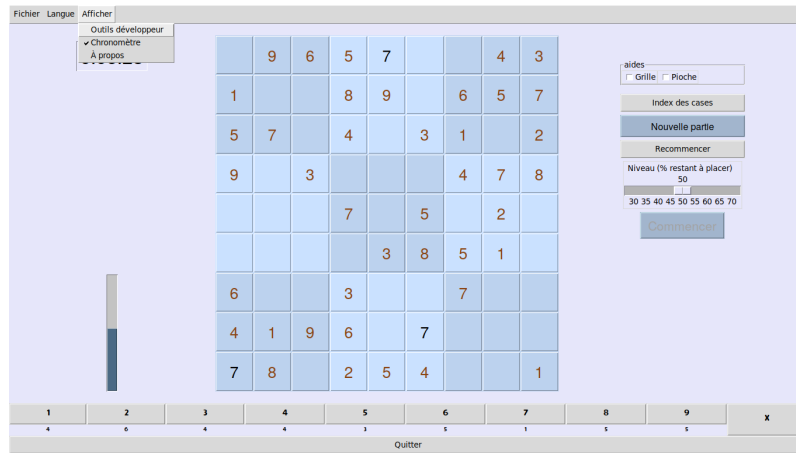 Fichier Langue Afficher
Outils développeur
Chronomètre
À propos
9 6 5 7 4 3
1 8 9 6 5 7
5 7 4 3 1 2
9 3 4 7 8
7 5 2
3 8 5 1
6 3 7
4 1 9 6 7
7 8 2 5 4 1
aides
Grille Pioche
Index des cases
Nouvelle partie
Recommencer
Niveau (% restant à placer)
50
30 35 40 45 50 55 60 65 70
Commencer
1 2 3 4 5 6 7 8 9 x
4 6 4 4 3 5 1 5 5
Quitter